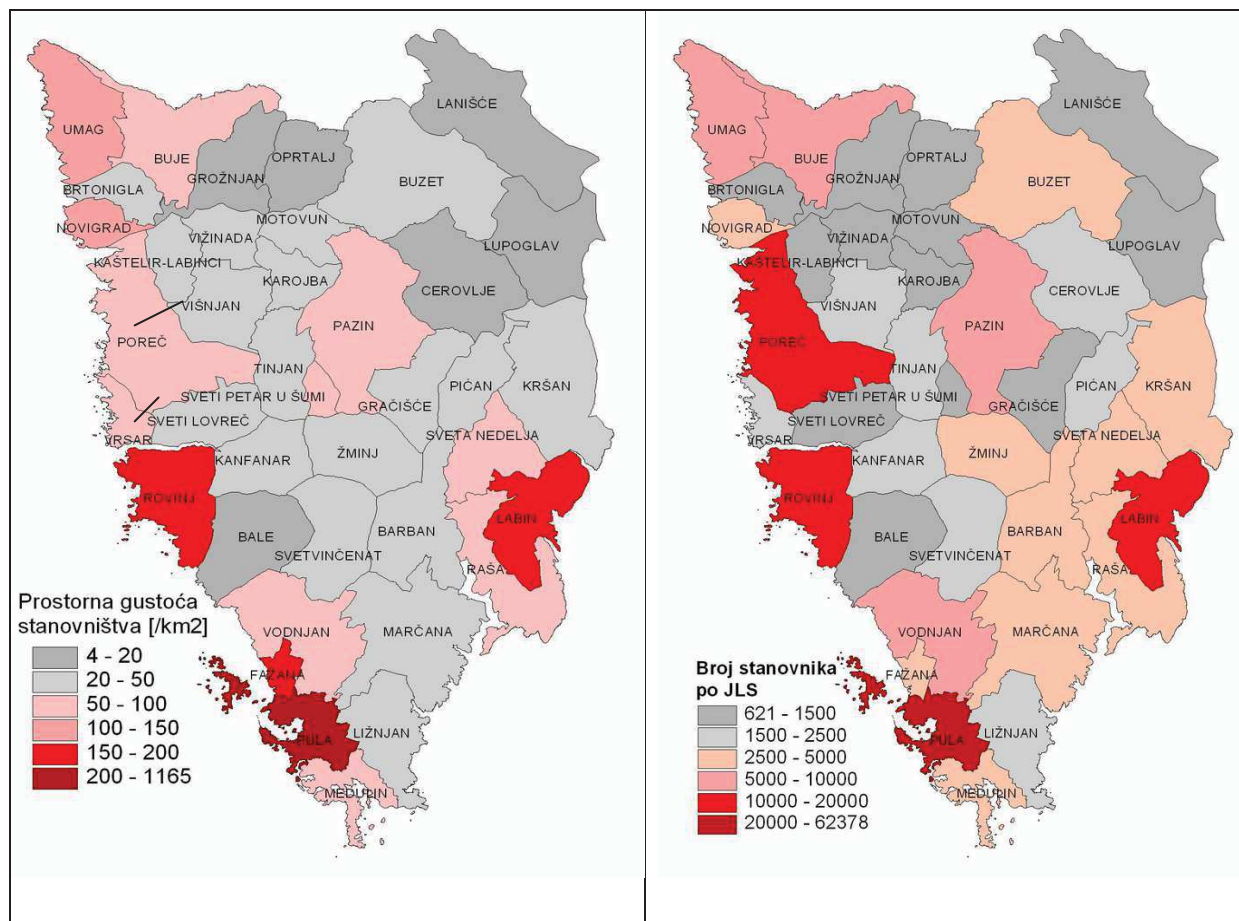 LANIŠĆE
UMAG
BUJE
OPRTALJ
GROŽNJAN
BUZET
BRTONIGLA
NOVIGRAD
MOTOVUN
VIŽINADA
LUPOGLAV
KAŠTELIR-LABINCI
KAROJBA
CEROVLJE
VIŠNJAN
PAZIN
POREČ
TINJAN
PIĆAN
KRŠAN
SVETI PETAR U ŠUMI
GRAČIŠĆE
SVETI LOVREČ
SVETA NEDELJA
VRSAR
KANFANAR
ŽMINJ
ROVINJ
LABIN
BALE
BARBAN
SVETVINČENAT
RAŠA
Prostorna gustoća
stanovništva [/km2]
4 - 20
20 - 50
50 - 100
100 - 150
150 - 200
200 - 1165
VODNJAN
MARČANA
FAŽANA
PULA
LIŽNJAN
MEDULIN
LANIŠĆE
UMAG
BUJE
OPRTALJ
GROŽNJAN
BUZET
BRTONIGLA
NOVIGRAD
MOTOVUN
VIŽINADA
LUPOGLAV
KAŠTELIR-LABINCI
KAROJBA
CEROVLJE
VIŠNJAN
PAZIN
POREČ
TINJAN
PIĆAN
KRŠAN
SVETI PETAR U ŠUMI
GRAČIŠĆE
SVETI LOVREČ
SVETA NEDELJA
VRSAR
KANFANAR
ŽMINJ
ROVINJ
LABIN
BALE
BARBAN
SVETVINČENAT
RAŠA
VODNJAN
MARČANA
FAŽANA
PULA
LIŽNJAN
MEDULIN
Broj stanovnika
po JLS
621 - 1500
1500 - 2500
2500 - 5000
5000 - 10000
10000 - 20000
20000 - 62378